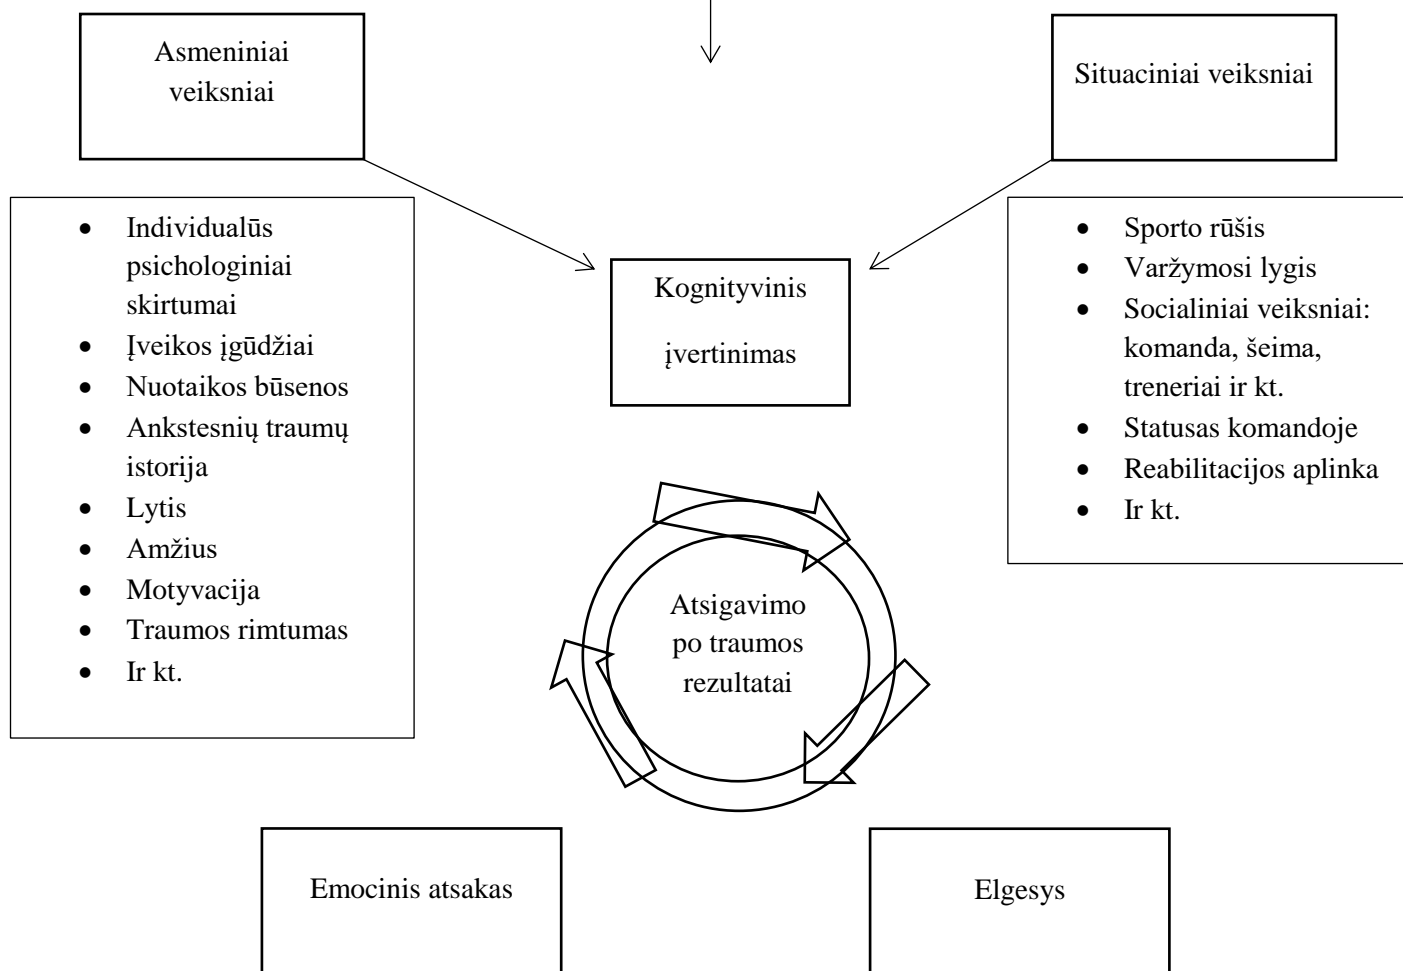 Asmeniniai
veiksniai
Situaciniai veiksniai
• Individualūs
psichologiniai
skirtumai
• Įveikos įgūdžiai
• Nuotaikos būsenos
• Ankstesnių traumų
istorija
• Lytis
• Amžius
• Motyvacija
• Traumos rimtumas
• Ir kt.
Kognityvinis
įvertinimas
• Sporto rūšis
• Varžymosi lygis
• Socialiniai veiksniai:
komanda, šeima,
treneriai ir kt.
• Statusas komandoje
• Reabilitacijos aplinka
• Ir kt.
Atsigavimo
po traumos
rezultatai
Emocinis atsakas
Elgesys